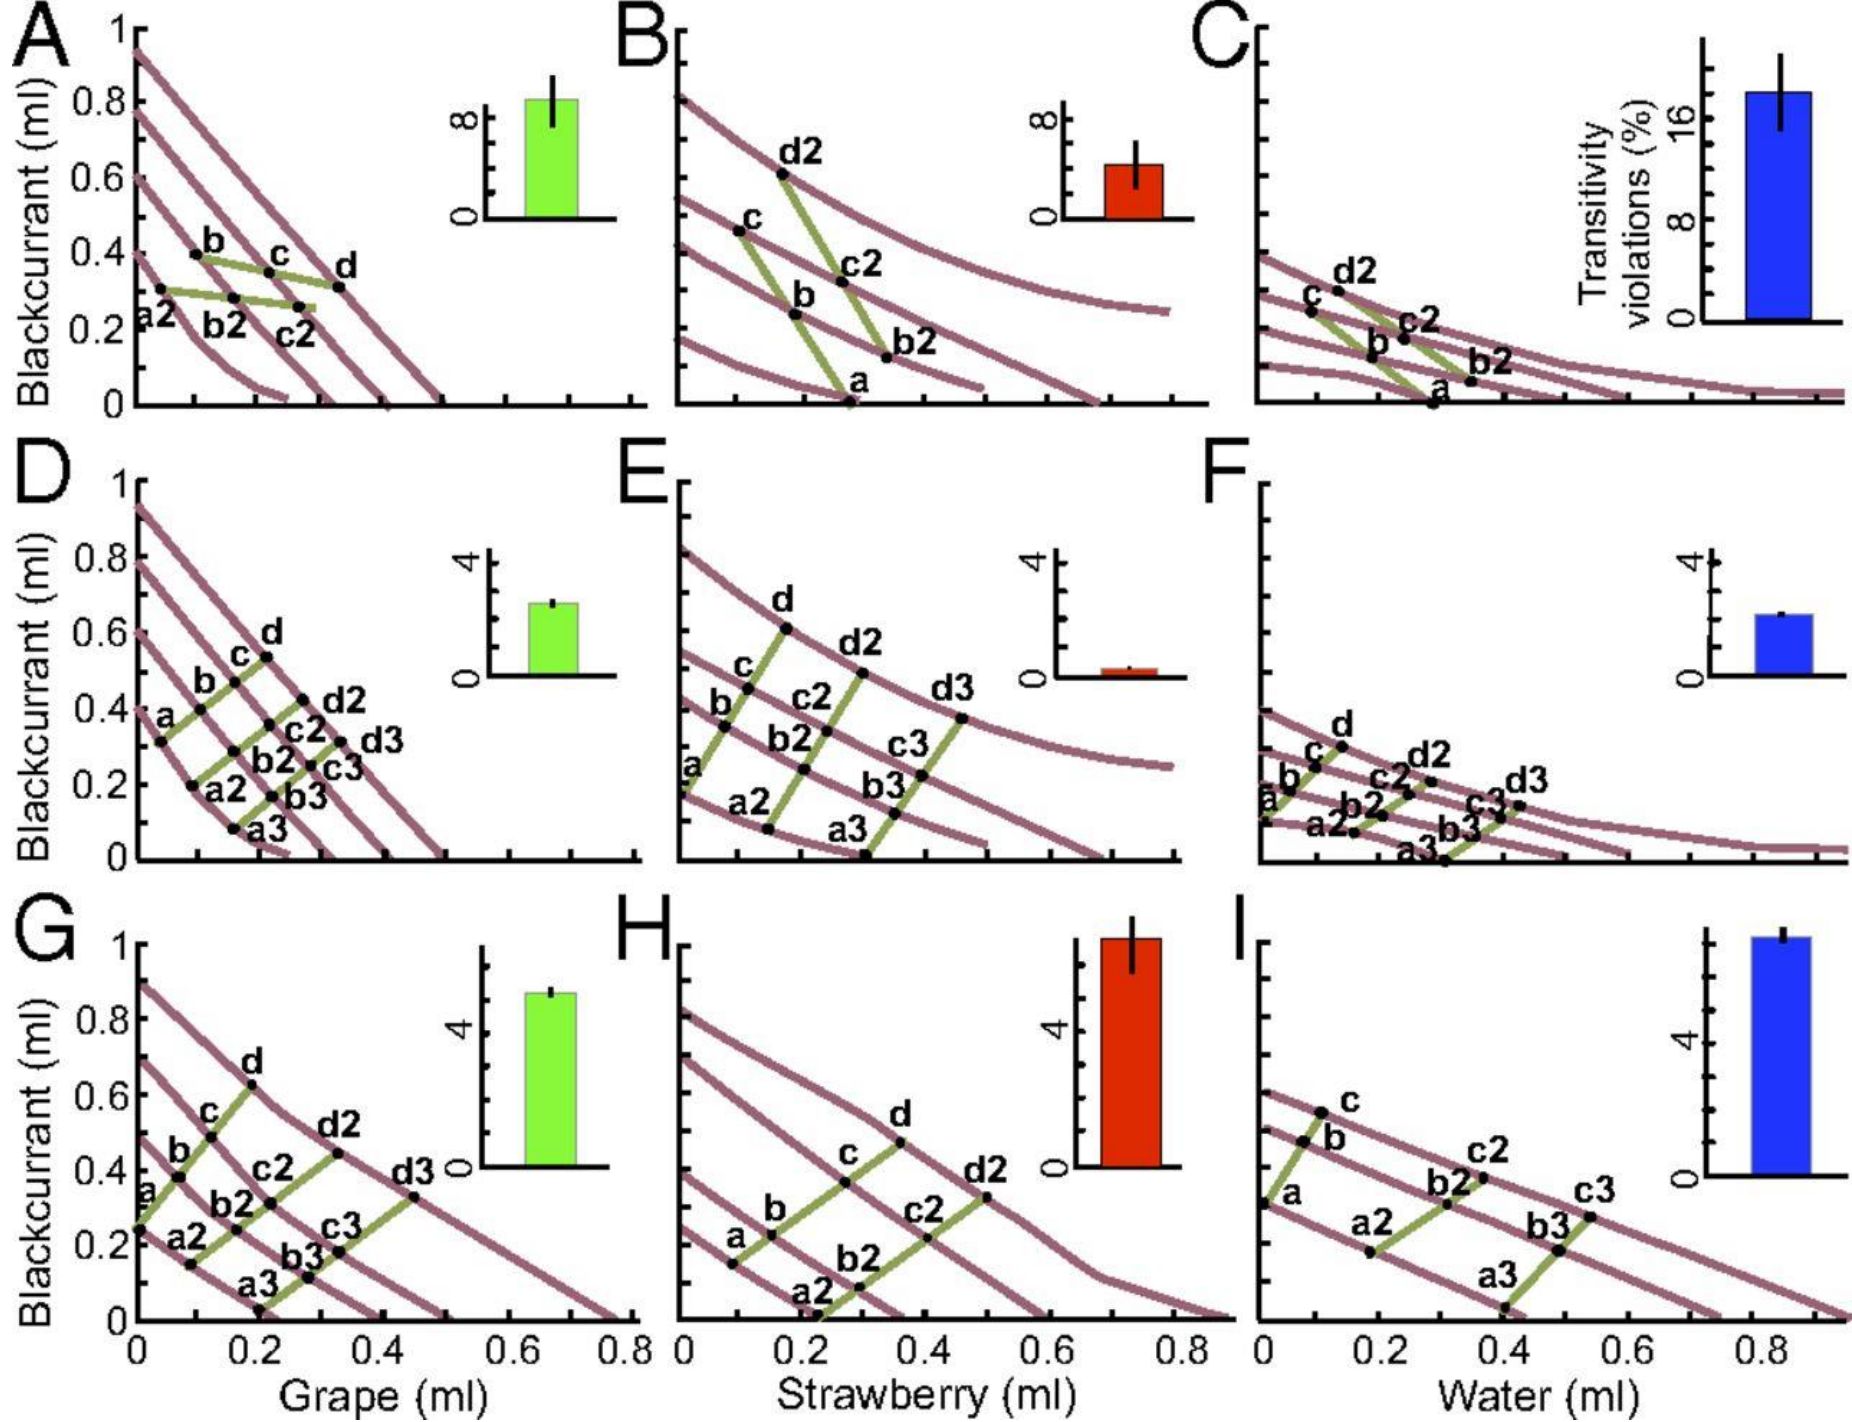 A
B
C
Blackcurrant (ml)
1
0.8
0.6
0.4
0.2
0
b
c
d
a2
b2
c2
8
0
d2
c
c2
b
b2
a
8
0
d2
c
c2
b
b2
a
Transitivity
violations (%)
16
8
0
D
E
F
Blackcurrant (ml)
1
0.8
0.6
0.4
0.2
0
d
c
b
a
d2
c2
b2
a2
d3
c3
b3
a3
4
0
d
c
b
a
d2
c2
b2
a2
d3
c3
b3
a3
4
0
d
c
b
a
d2
c2
b2
a2
d3
c3
b3
a3
4
0
G
H
I
Blackcurrant (ml)
1
0.8
0.6
0.4
0.2
0
d
c
b
a
d2
c2
b2
a2
d3
c3
b3
a3
4
0
d
c
b
a
d2
c2
b2
a2
4
0
c
b
a
c2
b2
a2
c3
b3
a3
4
0
0 0.2 0.4 0.6 0.8
Grape (ml)
0 0.2 0.4 0.6 0.8
Strawberry (ml)
0 0.2 0.4 0.6 0.8
Water (ml)